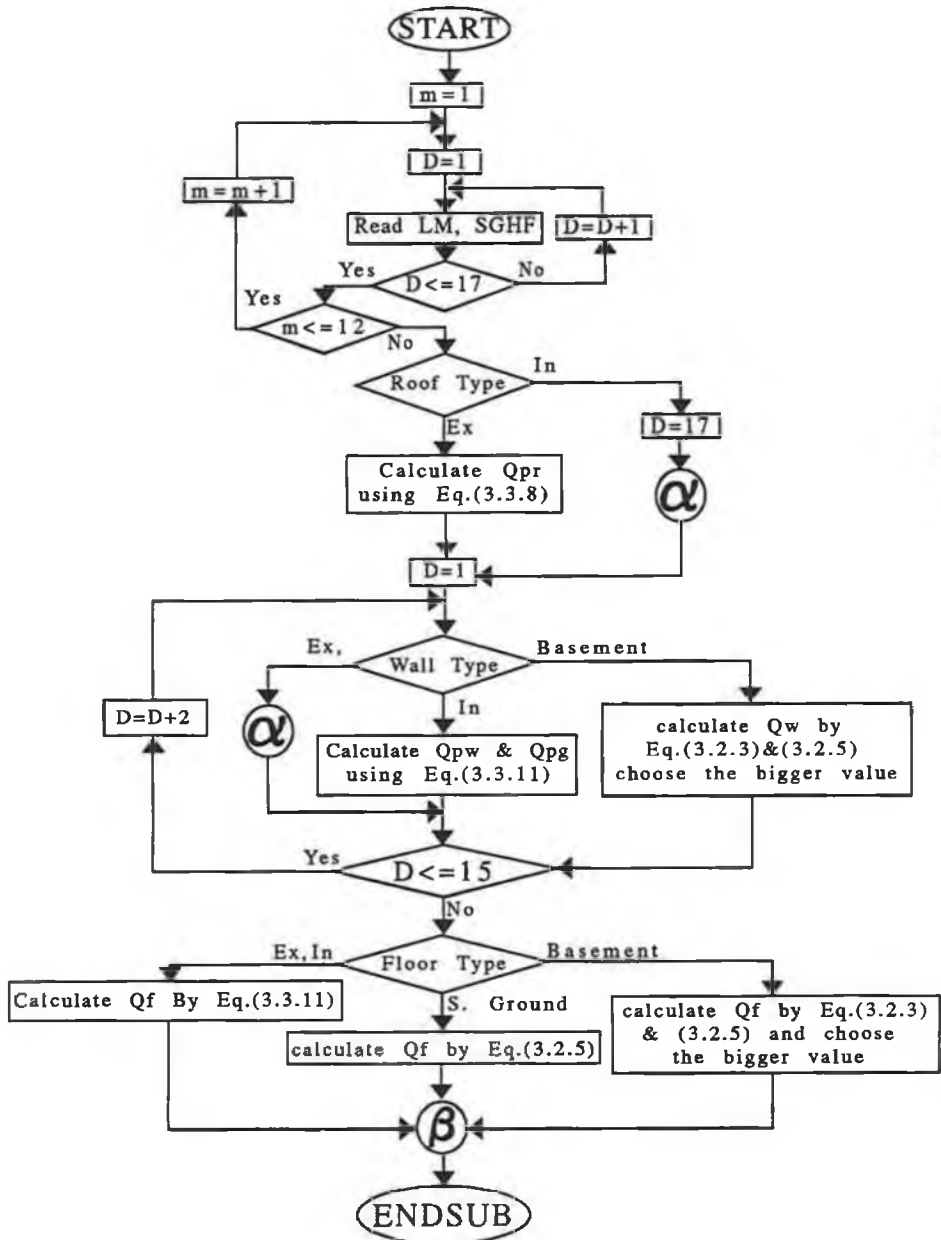 START
m=1
D=1
m=m+1
Read LM, SGHF
D=D+1
Yes
D<=17
No
Yes
m<=12
No
Roof Type
In
Ex
D=17
Calculate Qpr
using Eq.(3.3.8)
α
D=1
Ex,
Wall Type
Basement
In
D=D+2
α
Calculate Qpw & Qpg
using Eq.(3.3.11)
calculate Qw by
Eq.(3.2.3)&(3.2.5)
choose the bigger value
Yes
D<=15
No
Ex,In
Floor Type
Basement
Calculate Qf By Eq.(3.3.11)
S. Ground
calculate Qf by Eq.(3.2.5)
calculate Qf by Eq.(3.2.3)
& (3.2.5) and choose
the bigger value
β
ENDSUB